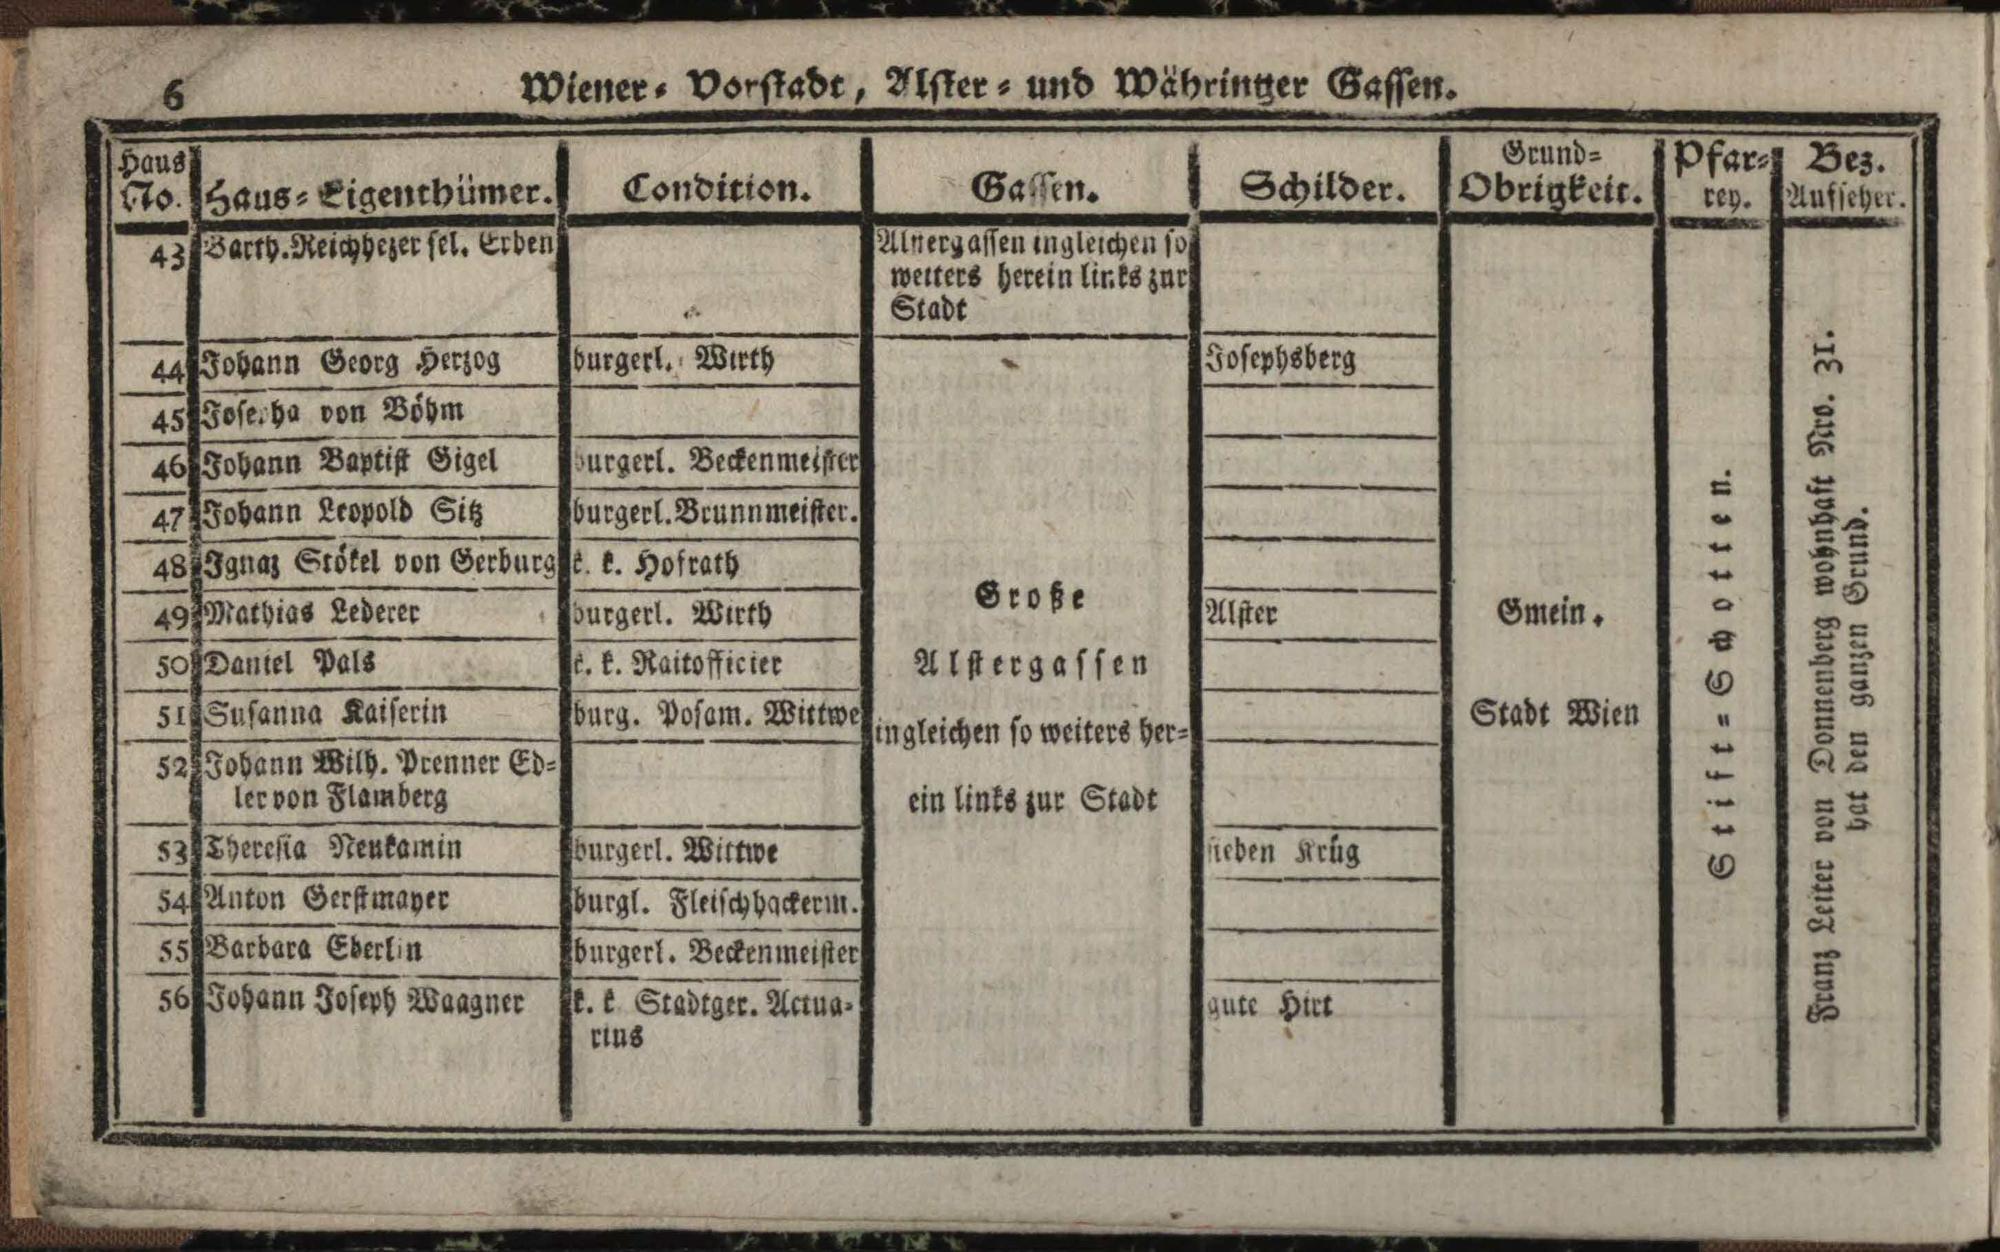 6
Wiener- Vorstadt, Alster- und Währinger Gassen.
Haus No. | Haus-Eigenthümer. | Condition. | Gassen. | Schilder. | Grund-Obrigkeit. | Pfar-rey. | Bez. Aufseher.
43 Barth. Reichhezer sel. Erben | Alstergassen ingleichen so
weiters herein links zur
Stadt
44 Johann Georg Herzog | burgerl. Wirth | Josephsberg
45 Josepha von Böhm
46 Johann Baptist Gigel | burgerl. Beckenmeister
47 Johann Leopold Sitz | burgerl. Brunnmeister.
48 Ignaz Stökel von Gerburg | k. k. Hofrath
49 Mathias Lederer | burgerl. Wirth | Alster
50 Daniel Pals | k. k. Raitofficier
51 Susanna Kaiserin | burg. Posam. Wittwe
52 Johann Wilh. Prenner Ed-
ler von Flamberg
53 Theresia Neukamin | burgerl. Wittwe | sieben Krüg
54 Anton Gerstmayer | burgl. Fleischhackerm.
55 Barbara Eberlin | burgerl. Beckenmeister
56 Johann Joseph Waagner | k. k Stadtger. Actua-
rius | gute Hirt
Große
Alstergassen
ingleichen so weiters her-
ein links zur Stadt
Gmein.
Stadt Wien
Stift-Schotten.
Franz Leiter von Donnenberg wohnhaft Nro. 31.
hat den ganzen Grund.